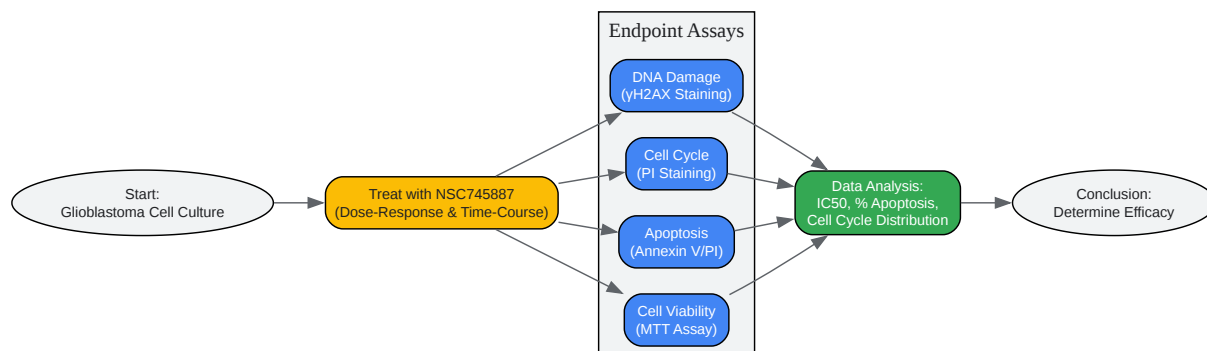 Endpoint Assays
DNA Damage
(γH2AX Staining)
Cell Cycle
(PI Staining)
Start:
Glioblastoma Cell Culture
Treat with NSC745887
(Dose-Response & Time-Course)
Data Analysis:
IC50, % Apoptosis,
Cell Cycle Distribution
Conclusion:
Determine Efficacy
Apoptosis
(Annexin V/PI)
Cell Viability
(MTT Assay)